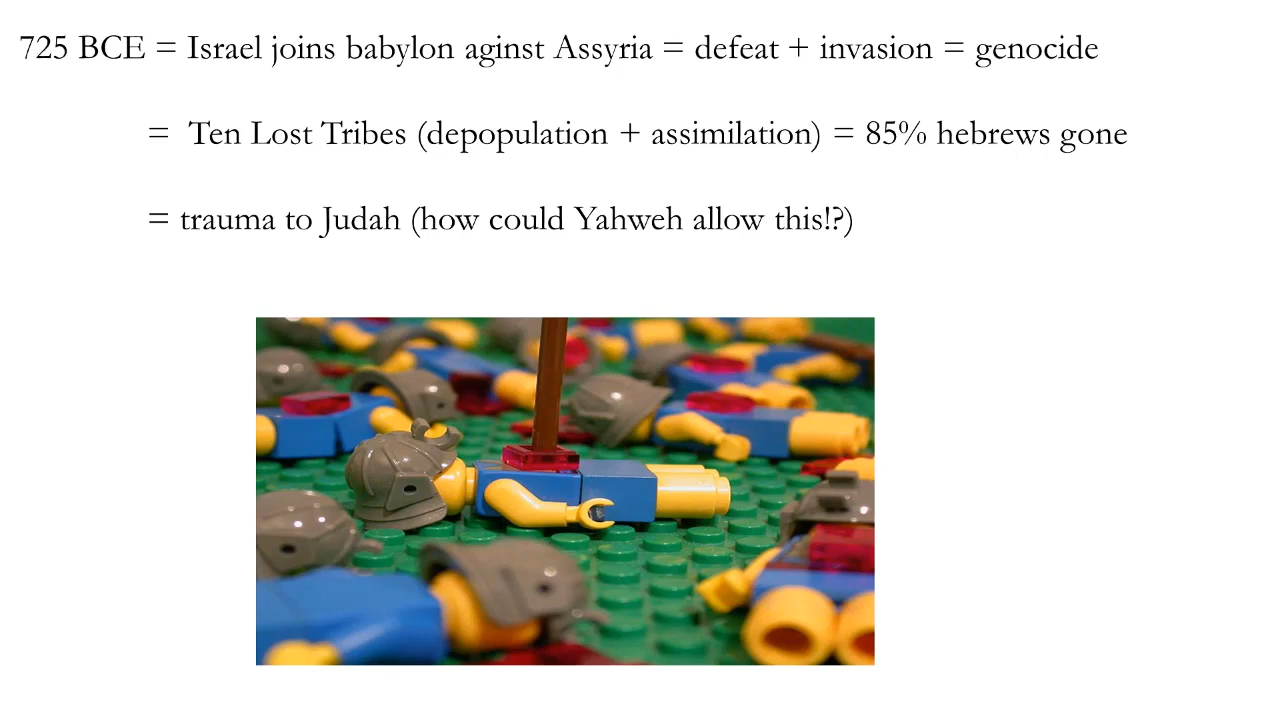 725 BCE = Israel joins babylon aginst Assyria = defeat + invasion = genocide
= Ten Lost Tribes (depopulation + assimilation) = 85% hebrews gone
= trauma to Judah (how could Yahweh allow this!?)